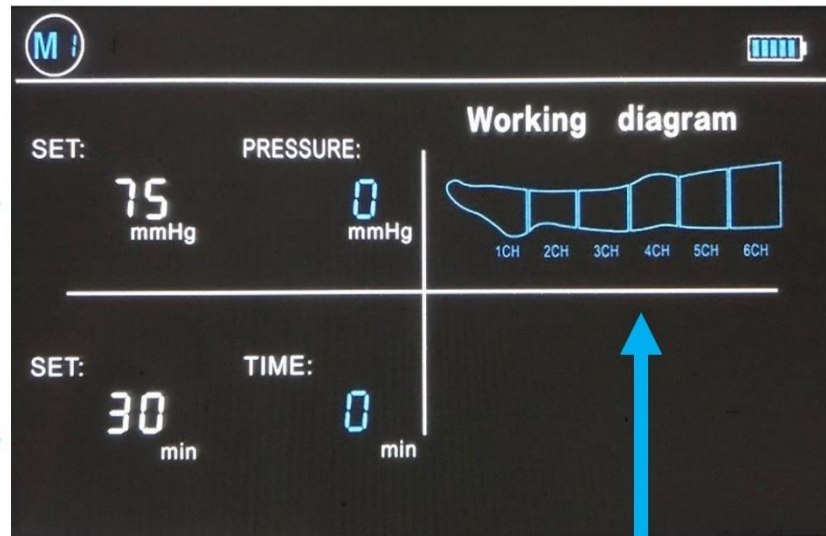 M1
Working diagram
SET:
PRESSURE:
75
mmHg
0
mmHg
1CH 2CH 3CH 4CH 5CH 6CH
SET:
TIME:
30
min
0
min